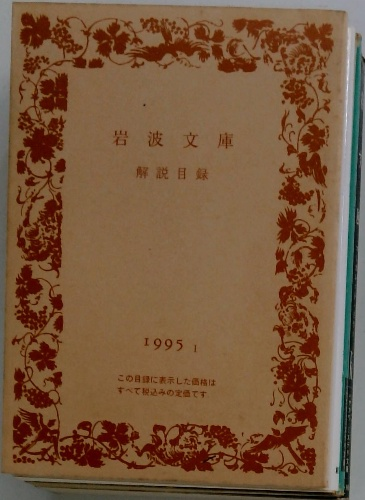 岩波文庫
解説目録
1995 1
この目録に表示した価格は
すべて税込みの定価です